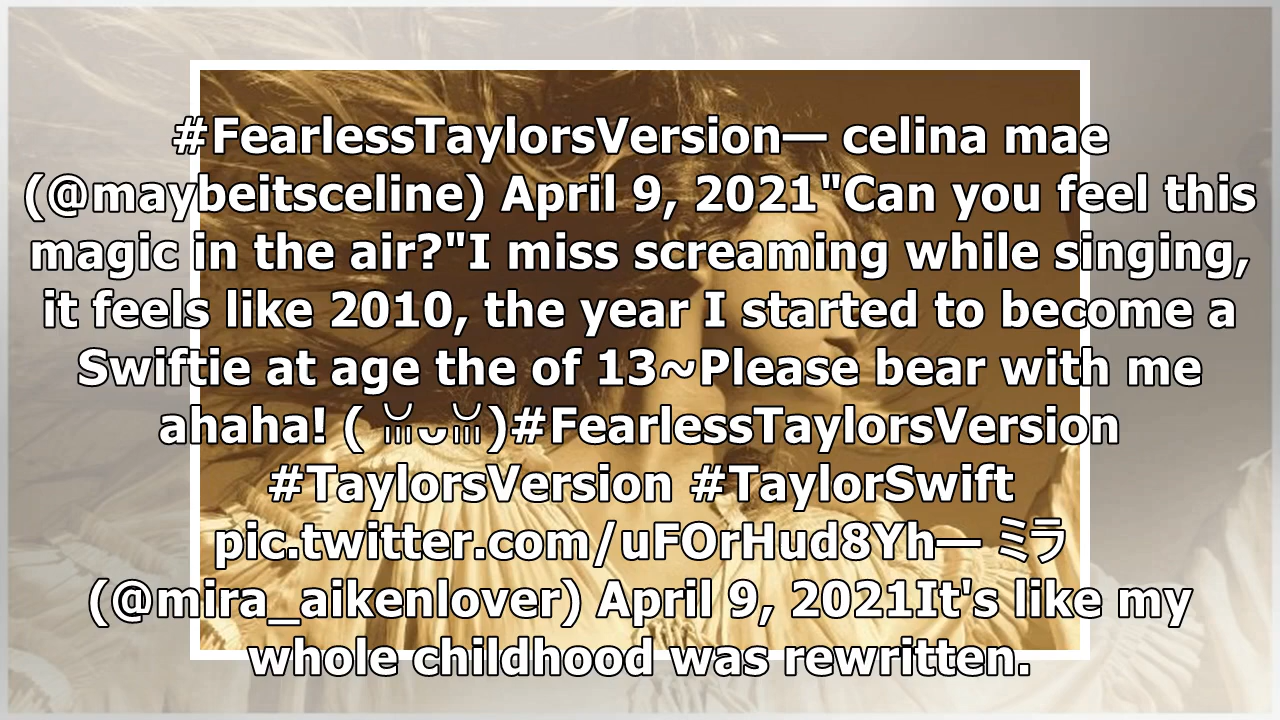 #FearlessTaylorsVersion— celina mae
(@maybeitsceline) April 9, 2021"Can you feel this
magic in the air?"I miss screaming while singing,
it feels like 2010, the year I started to become a
Swiftie at age the of 13~Please bear with me
ahaha! ( ꈍᴗꈍ)#FearlessTaylorsVersion
#TaylorsVersion #TaylorSwift
pic.twitter.com/uFOrHud8Yh— ミラ
(@mira_aikenlover) April 9, 2021It's like my
whole childhood was rewritten.